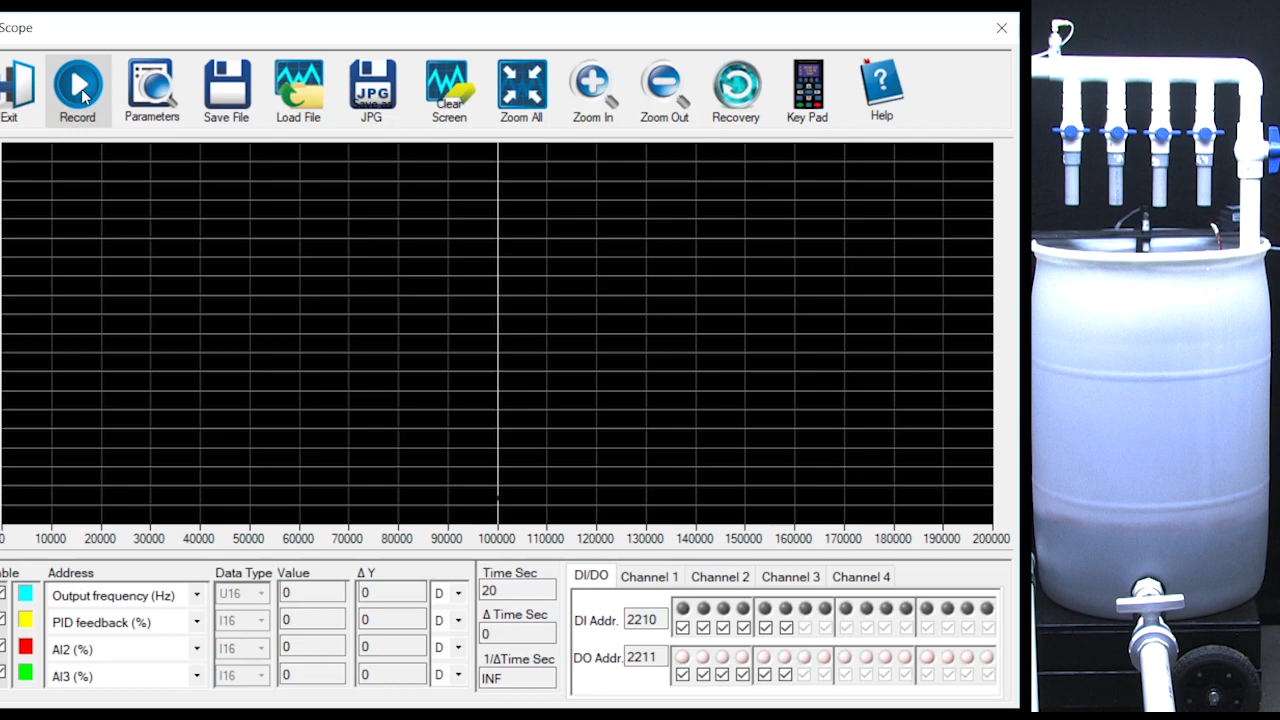 Scope
Exit Record Parameters Save File Load File JPG Save as JPG Clear Screen Zoom All Zoom In Zoom Out Recovery Key Pad Help
0 10000 20000 30000 40000 50000 60000 70000 80000 90000 100000 110000 120000 130000 140000 150000 160000 170000 180000 190000 200000
ble Address Data Type Value Δ Y
Output frequency (Hz) U16 0 0 D
PID feedback (%) I16 0 0 D
AI2 (%) I16 0 0 D
AI3 (%) I16 0 0 D
Time Sec
20
Δ Time Sec
0
1/ΔTime Sec
INF
DI/DO Channel 1 Channel 2 Channel 3 Channel 4
DI Addr. 2210
DO Addr. 2211